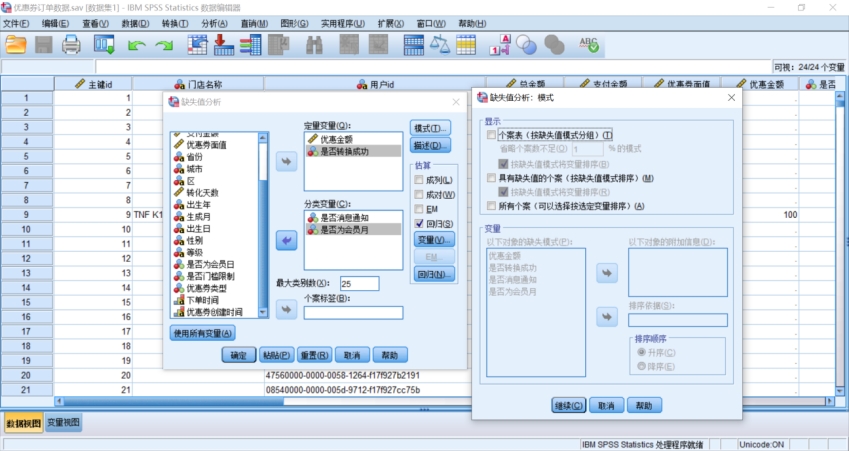 优惠券订单数据.sav [数据集1] - IBM SPSS Statistics 数据编辑器
文件(F) 编辑(E) 查看(V) 数据(D) 转换(T) 分析(A) 直销(M) 图形(G) 实用程序(U) 扩展(X) 窗口(W) 帮助(H)
可视：24/24 个变量
主键id 门店名称 用户id 总金额 支付金额 优惠券面值 优惠金额 是否
1 1
2 2
3 3
4 4
5 5
6 6
7 7
8 8
9 9 TNF K1 100
10 10
11 11
12 12
13 13
14 14
15 15
16 16
17 17
18 18
19 19
20 20 47560000-0000-0058-1264-f17f927b2191
21 21 08540000-0000-005d-9712-f17f927cc75b
缺失值分析
支付金额
优惠券面值
省份
城市
区
转化天数
出生年
生成月
出生日
性别
等级
是否为会员日
是否门槛限制
优惠券类型
下单时间
优惠券创建时间
使用所有变量(A)
定量变量(Q)：
优惠金额
是否转换成功
分类变量(C)：
是否消息通知
是否为会员月
最大类别数(X)： 25
个案标签(B)：
模式(T)...
描述(D)...
估算
成列(L)
成对(W)
EM
回归(S)
变量(V)...
EM...
回归(N)...
确定 粘贴(P) 重置(R) 取消 帮助
缺失值分析：模式
显示
个案表（按缺失值模式分组）(T)
省略个案数不足(O) 1 % 的模式
按缺失值模式将变量排序(B)
具有缺失值的个案（按缺失值模式排序）(M)
按缺失值模式将变量排序(R)
所有个案（可以选择按选定变量排序）(A)
变量
以下对象的缺失模式(P)：
优惠金额
是否转换成功
是否消息通知
是否为会员月
以下对象的附加信息(D)：
排序依据(S)：
排序顺序
升序(C)
降序(E)
继续(C) 取消 帮助
数据视图 变量视图
IBM SPSS Statistics 处理程序就绪 Unicode:ON